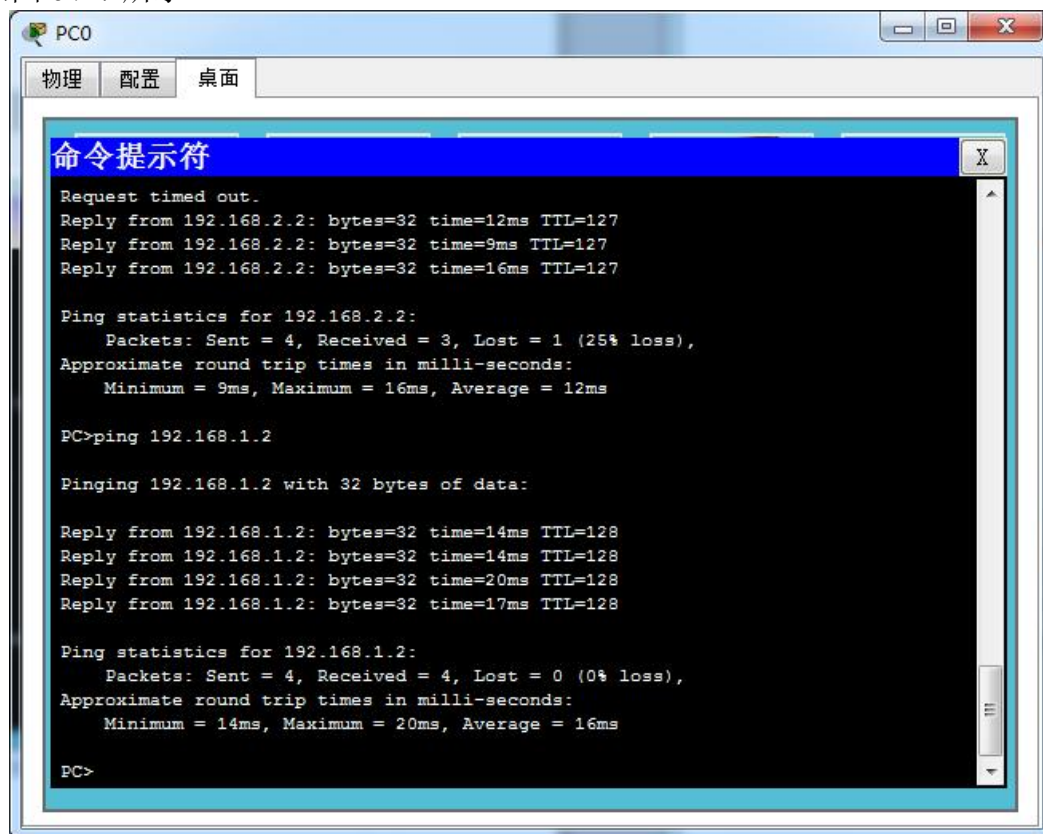 PC0
物理 配置 桌面
命令提示符 X
Request timed out.
Reply from 192.168.2.2: bytes=32 time=12ms TTL=127
Reply from 192.168.2.2: bytes=32 time=9ms TTL=127
Reply from 192.168.2.2: bytes=32 time=16ms TTL=127
Ping statistics for 192.168.2.2:
Packets: Sent = 4, Received = 3, Lost = 1 (25% loss),
Approximate round trip times in milli-seconds:
Minimum = 9ms, Maximum = 16ms, Average = 12ms
PC>ping 192.168.1.2
Pinging 192.168.1.2 with 32 bytes of data:
Reply from 192.168.1.2: bytes=32 time=14ms TTL=128
Reply from 192.168.1.2: bytes=32 time=14ms TTL=128
Reply from 192.168.1.2: bytes=32 time=20ms TTL=128
Reply from 192.168.1.2: bytes=32 time=17ms TTL=128
Ping statistics for 192.168.1.2:
Packets: Sent = 4, Received = 4, Lost = 0 (0% loss),
Approximate round trip times in milli-seconds:
Minimum = 14ms, Maximum = 20ms, Average = 16ms
PC>